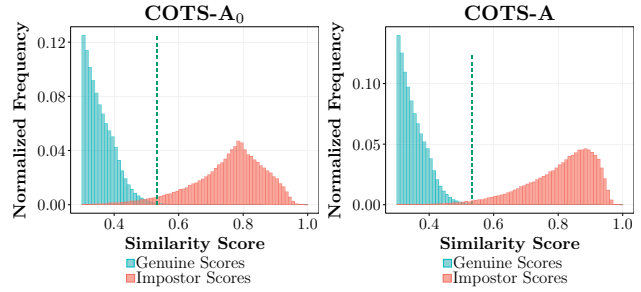 COTS-A₀
Normalized Frequency
0.12
0.08
0.04
0.00
0.4 0.6 0.8 1.0
Similarity Score
Genuine Scores
Impostor Scores
COTS-A
Normalized Frequency
0.10
0.05
0.00
0.4 0.6 0.8 1.0
Similarity Score
Genuine Scores
Impostor Scores